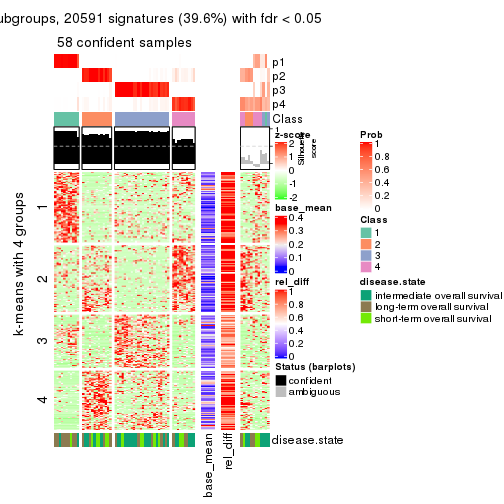 ubgroups, 20591 signatures (39.6%) with fdr < 0.05
58 confident samples
p1
p2
p3
p4
Class
1
Silhouette
score
k-means with 4 groups
1
2
3
4
base_mean
rel_diff
disease.state
z-score
2
1
0
-1
-2
base_mean
0.4
0.3
0.2
0.1
0
rel_diff
1
0.8
0.6
0.4
0.2
0
Status (barplots)
confident
ambiguous
Prob
1
0.8
0.6
0.4
0.2
0
Class
1
2
3
4
disease.state
intermediate overall survival
long-term overall survival
short-term overall survival